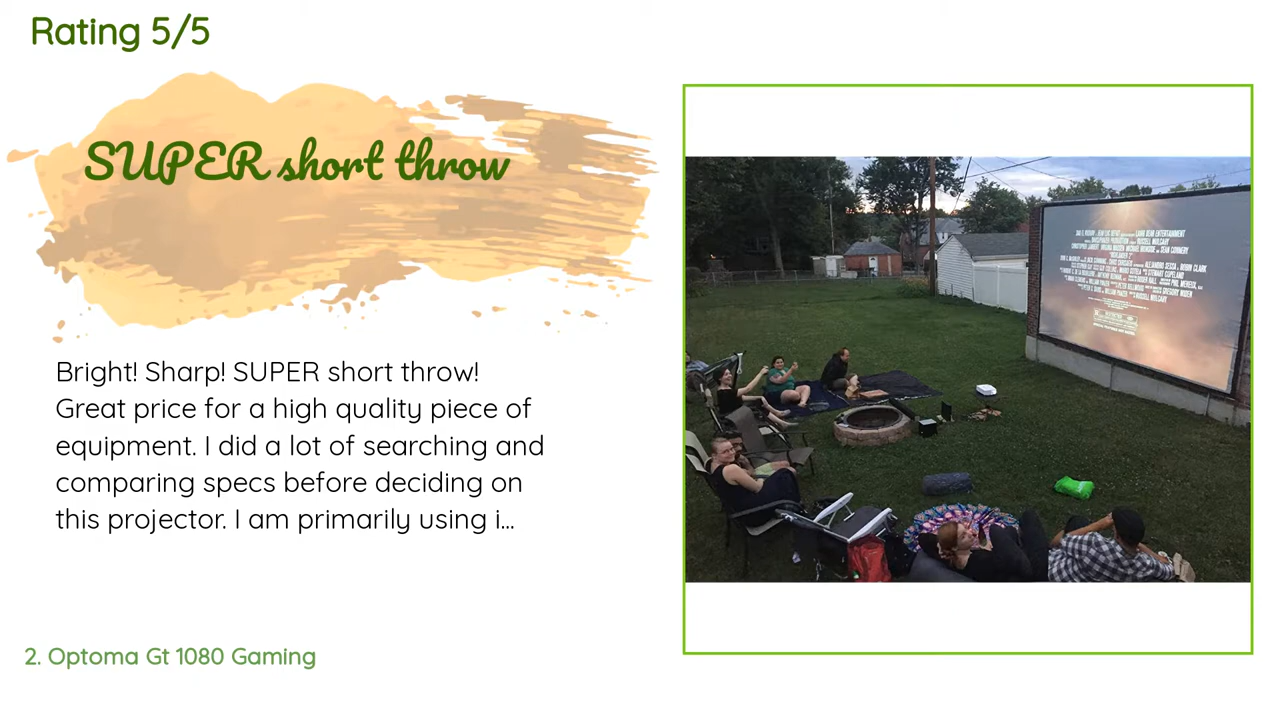 Rating 5/5
SUPER short throw
Bright! Sharp! SUPER short throw!
Great price for a high quality piece of
equipment. I did a lot of searching and
comparing specs before deciding on
this projector. I am primarily using i...
2. Optoma Gt 1080 Gaming